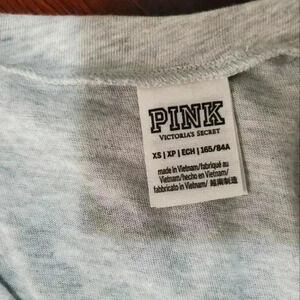 PINK
VICTORIA'S SECRET
XS | XP | ECH | 165/84A
made in Vietnam/fabriqué au
Vietnam/hecho en Vietnam/
fabbricato in Vietnam/ 越南制造